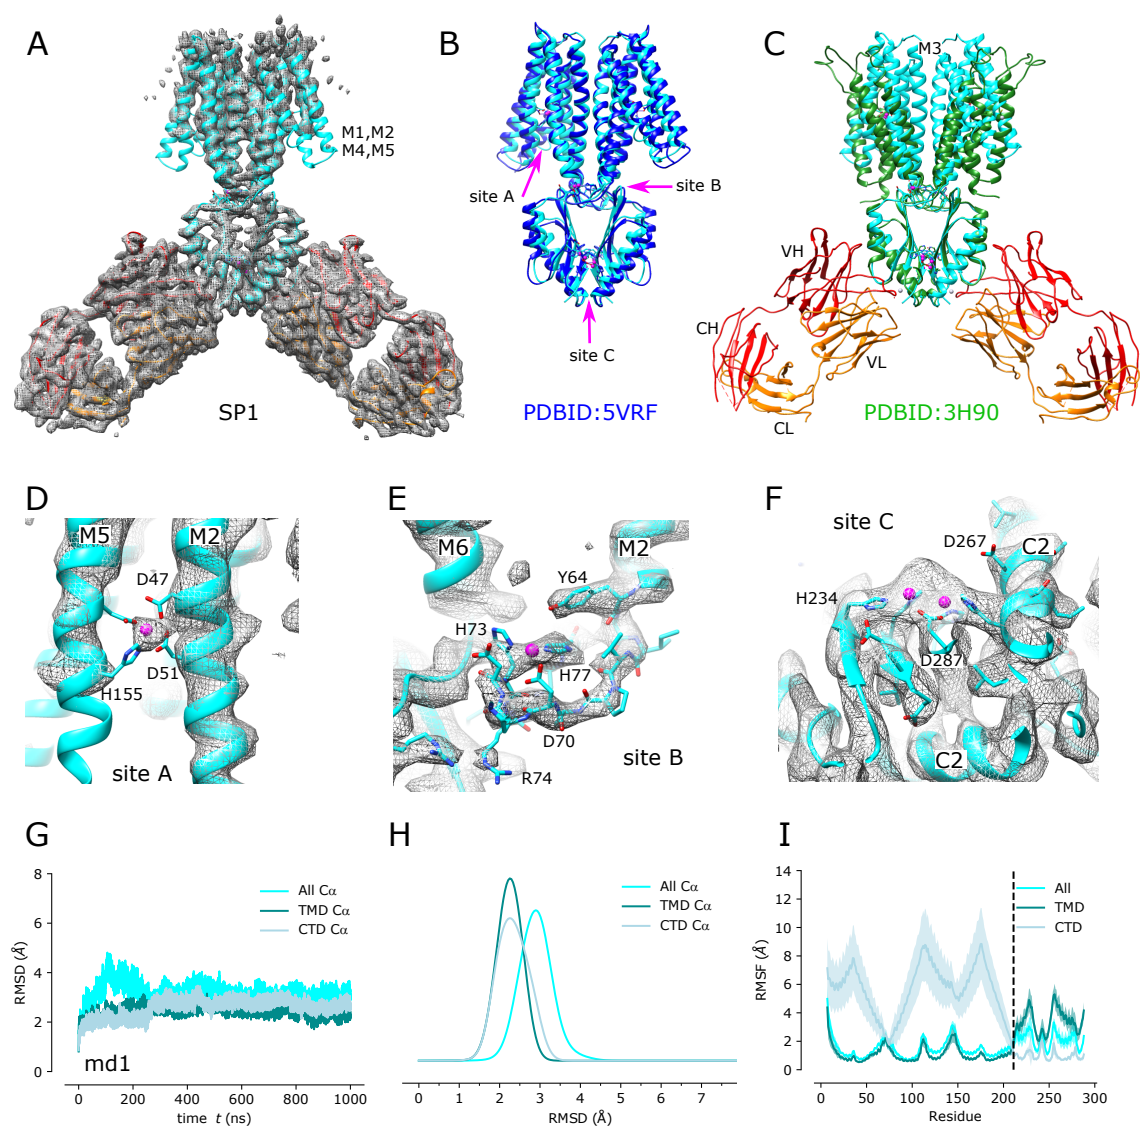 A
M1,M2
M4,M5
SP1
B
site A
site B
site C
PDBID:5VRF
C
M3
VH
CH
VL
CL
PDBID:3H90
D
M5
M2
D47
D51
H155
site A
E
M6
M2
Y64
H73
H77
D70
R74
site B
F
site C
D267
C2
H234
D287
C2
G
8
6
4
2
0
RMSD (Å)
All Cα
TMD Cα
CTD Cα
md1
0 200 400 600 800 1000
time t (ns)
H
All Cα
TMD Cα
CTD Cα
0 1 2 3 4 5 6 7
RMSD (Å)
I
14
12
10
8
6
4
2
0
RMSF (Å)
All
TMD
CTD
0 50 100 150 200 250 300
Residue